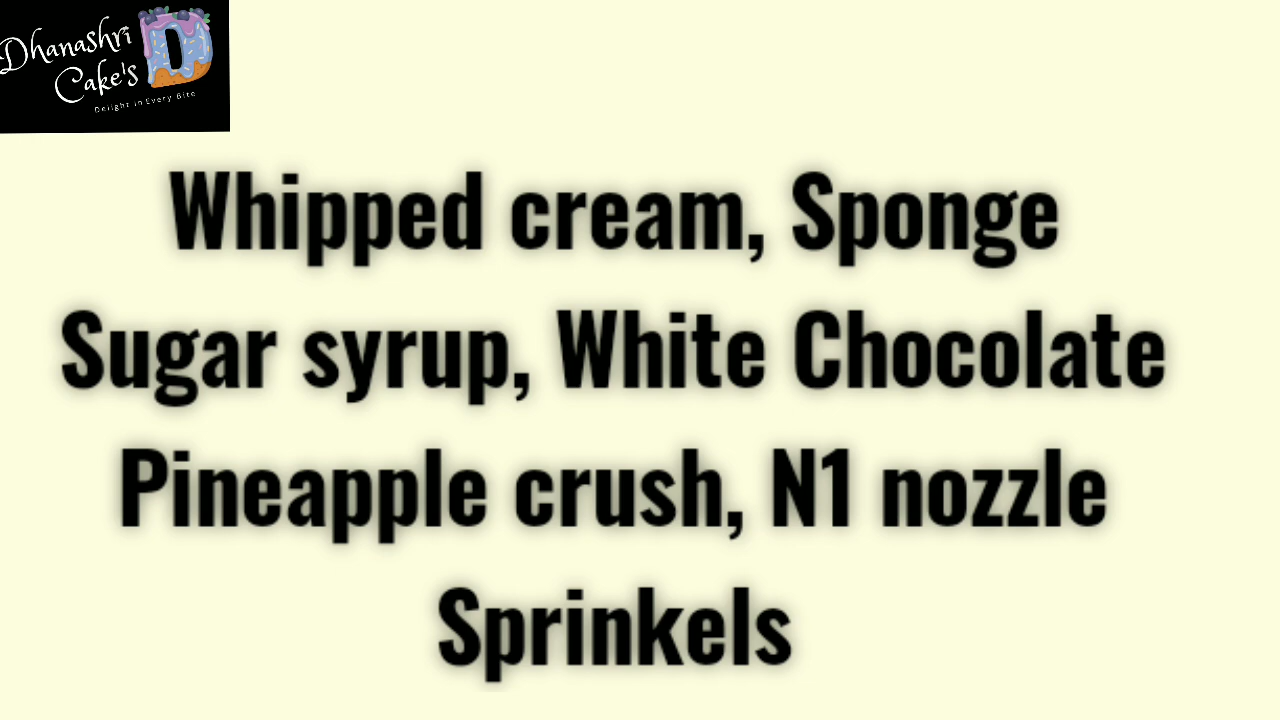 Dhanashri
Cake's
Delight in Every Bite
Whipped cream, Sponge
Sugar syrup, White Chocolate
Pineapple crush, N1 nozzle
Sprinkels